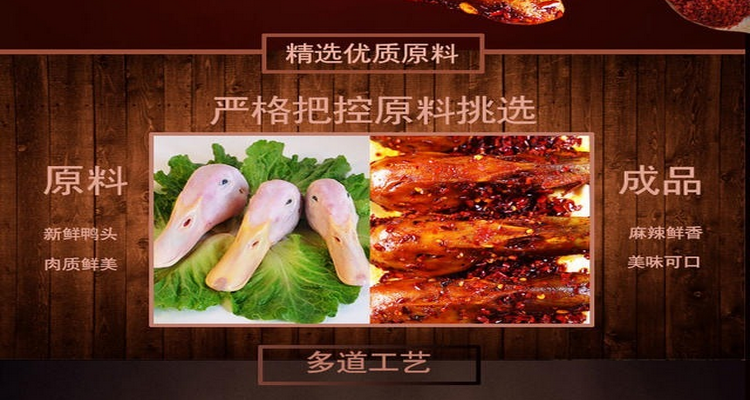 精选优质原料
严格把控原料挑选
原料
新鲜鸭头
肉质鲜美
成品
麻辣鲜香
美味可口
多道工艺